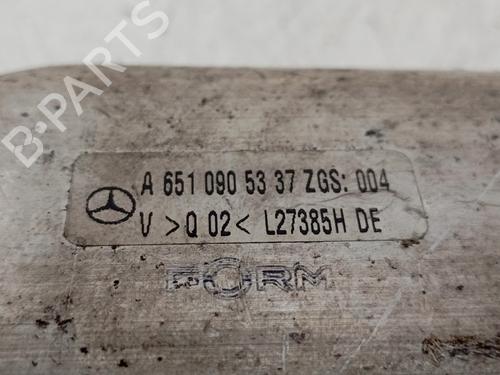 B-PARTS
A 651 090 53 37 ZGS: 004
V >Q 02< L27385H DE
FORM